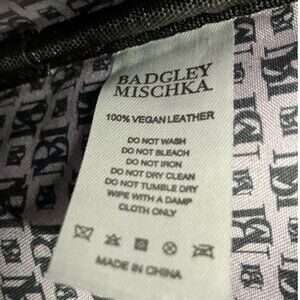 BADGLEY
MISCHKA
100% VEGAN LEATHER
DO NOT WASH
DO NOT BLEACH
DO NOT IRON
DO NOT DRY CLEAN
DO NOT TUMBLE DRY
WIPE WITH A DAMP
CLOTH ONLY
MADE IN CHINA